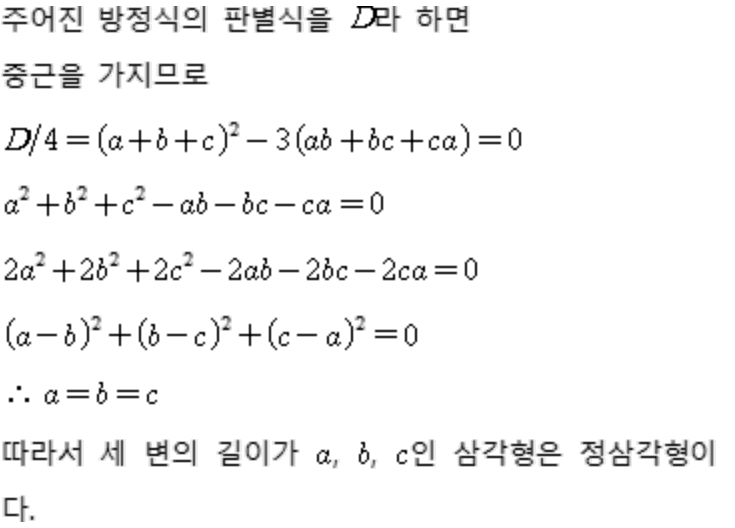 주어진 방정식의 판별식을 D라 하면
중근을 가지므로
D/4=(a+b+c)²-3(ab+bc+ca)=0
a²+b²+c²-ab-bc-ca=0
2a²+2b²+2c²-2ab-2bc-2ca=0
(a-b)²+(b-c)²+(c-a)²=0
∴ a=b=c
따라서 세 변의 길이가 a, b, c인 삼각형은 정삼각형이
다.